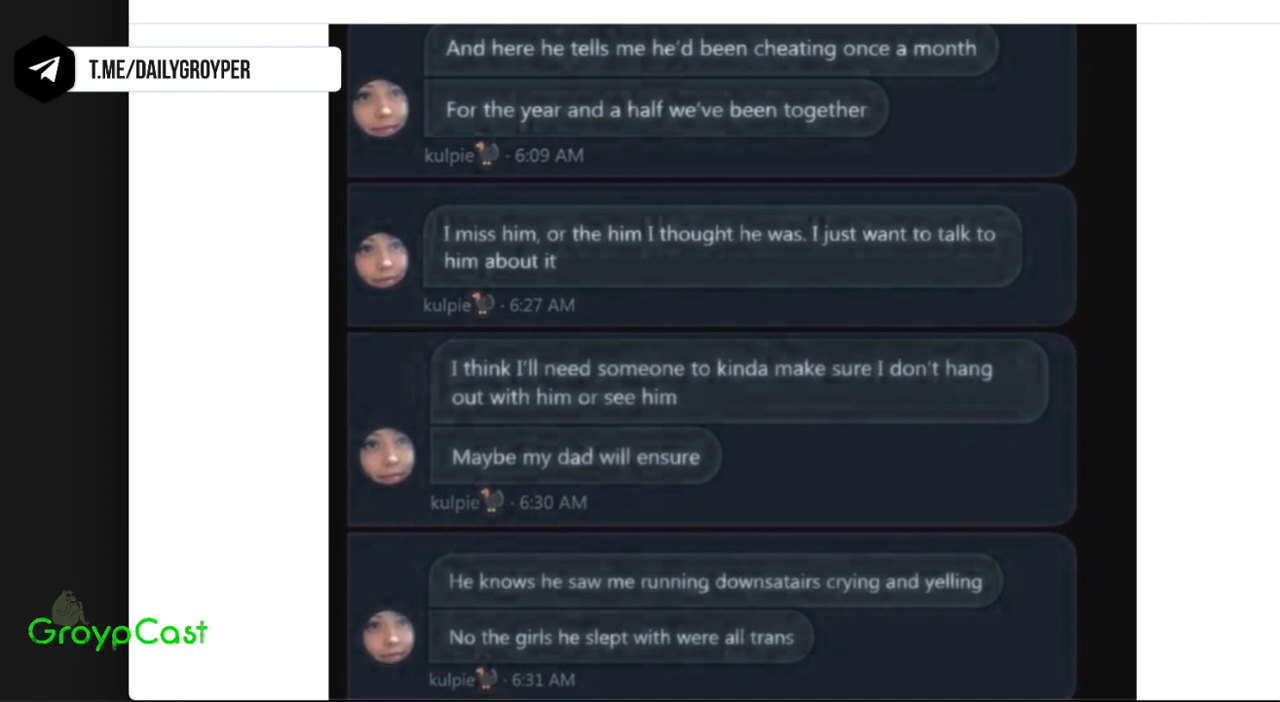 T.ME/DAILYGROYPER
And here he tells me he'd been cheating once a month
For the year and a half we've been together
kulpie🦃 · 6:09 AM
I miss him, or the him I thought he was. I just want to talk to
him about it
kulpie🦃 · 6:27 AM
I think I'll need someone to kinda make sure I don't hang
out with him or see him
Maybe my dad will ensure
kulpie🦃 · 6:30 AM
He knows he saw me running downsatairs crying and yelling
No the girls he slept with were all trans
kulpie🦃 · 6:31 AM
GroypCast